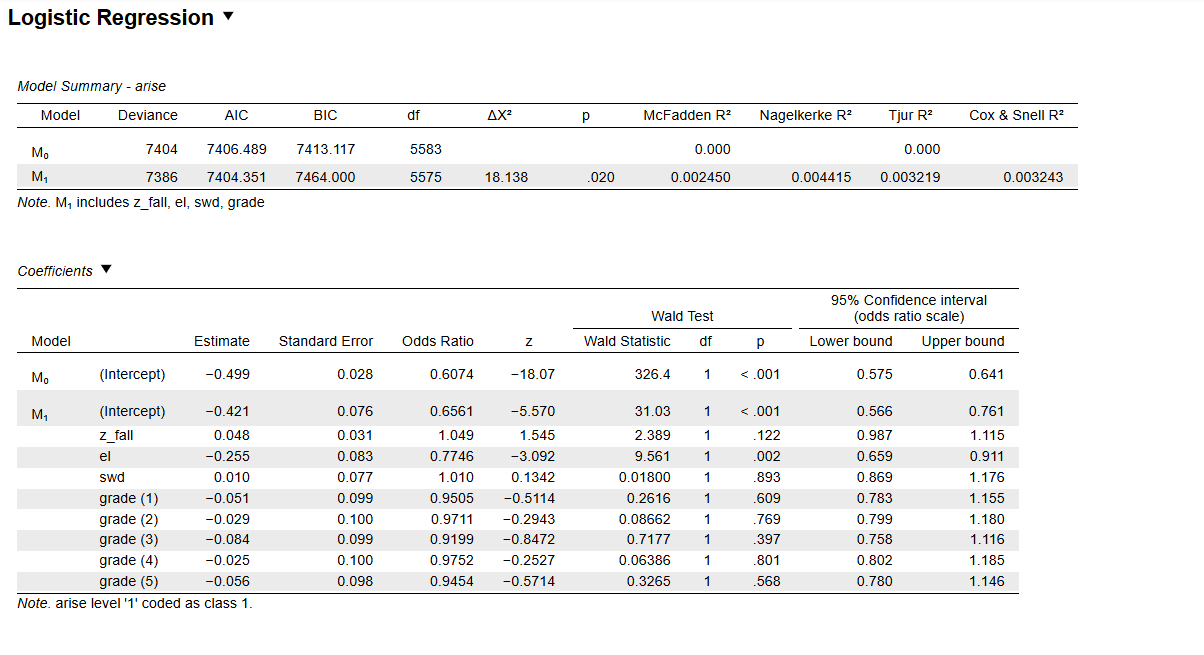 Logistic Regression ▼
Model Summary - arise
Model Deviance AIC BIC df ΔX² p McFadden R² Nagelkerke R² Tjur R² Cox & Snell R²
M₀ 7404 7406.489 7413.117 5583 0.000 0.000
M₁ 7386 7404.351 7464.000 5575 18.138 .020 0.002450 0.004415 0.003219 0.003243
Note. M₁ includes z_fall, el, swd, grade
Coefficients ▼
95% Confidence interval
Wald Test (odds ratio scale)
Model Estimate Standard Error Odds Ratio z Wald Statistic df p Lower bound Upper bound
M₀ (Intercept) −0.499 0.028 0.6074 −18.07 326.4 1 < .001 0.575 0.641
M₁ (Intercept) −0.421 0.076 0.6561 −5.570 31.03 1 < .001 0.566 0.761
z_fall 0.048 0.031 1.049 1.545 2.389 1 .122 0.987 1.115
el −0.255 0.083 0.7746 −3.092 9.561 1 .002 0.659 0.911
swd 0.010 0.077 1.010 0.1342 0.01800 1 .893 0.869 1.176
grade (1) −0.051 0.099 0.9505 −0.5114 0.2616 1 .609 0.783 1.155
grade (2) −0.029 0.100 0.9711 −0.2943 0.08662 1 .769 0.799 1.180
grade (3) −0.084 0.099 0.9199 −0.8472 0.7177 1 .397 0.758 1.116
grade (4) −0.025 0.100 0.9752 −0.2527 0.06386 1 .801 0.802 1.185
grade (5) −0.056 0.098 0.9454 −0.5714 0.3265 1 .568 0.780 1.146
Note. arise level '1' coded as class 1.